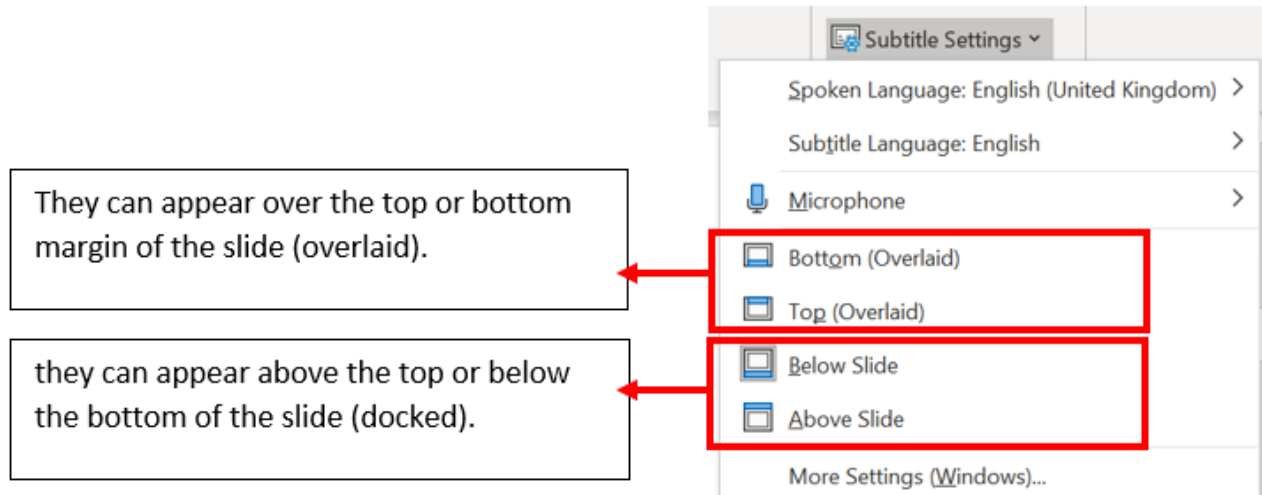 Subtitle Settings
Spoken Language: English (United Kingdom)
Subtitle Language: English
Microphone
They can appear over the top or bottom
margin of the slide (overlaid).
Bottom (Overlaid)
Top (Overlaid)
they can appear above the top or below
the bottom of the slide (docked).
Below Slide
Above Slide
More Settings (Windows)...